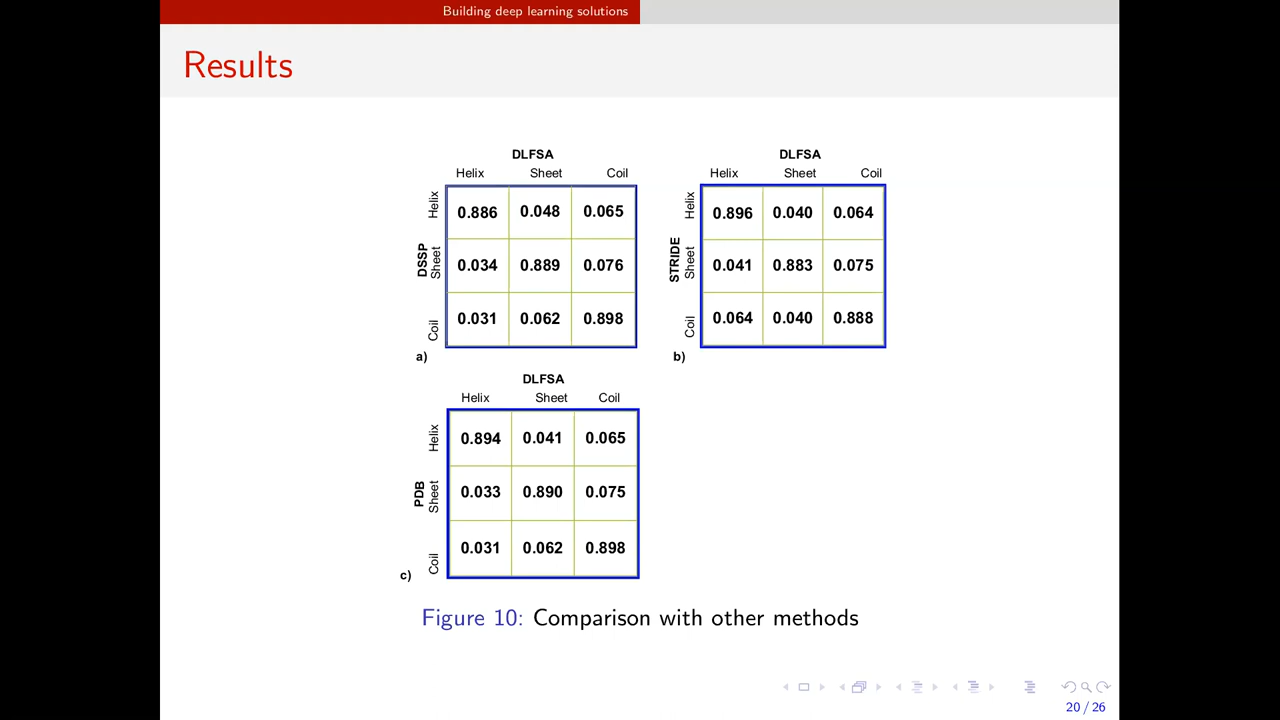 Building deep learning solutions
Results
DLFSA
Helix Sheet Coil
DSSP
Helix 0.886 0.048 0.065
Sheet 0.034 0.889 0.076
Coil 0.031 0.062 0.898
a)
DLFSA
Helix Sheet Coil
STRIDE
Helix 0.896 0.040 0.064
Sheet 0.041 0.883 0.075
Coil 0.064 0.040 0.888
b)
DLFSA
Helix Sheet Coil
PDB
Helix 0.894 0.041 0.065
Sheet 0.033 0.890 0.075
Coil 0.031 0.062 0.898
c)
Figure 10: Comparison with other methods
20 / 26